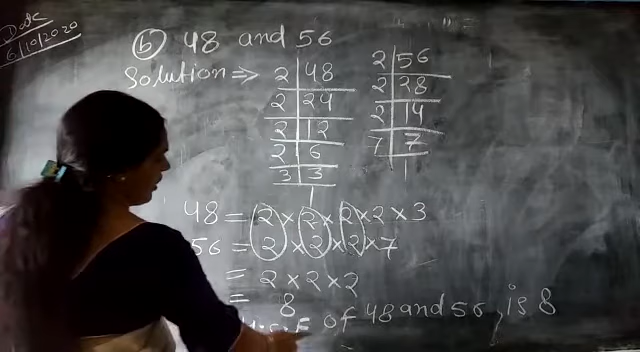 Date
6/10/2020
(b) 48 and 56
Solution ⇒
2 | 48
2 | 24
2 | 12
2 | 6
3 | 3
1
2 | 56
2 | 28
2 | 14
7 | 7
1
48 = 2 × 2 × 2 × 2 × 3
56 = 2 × 2 × 2 × 7
= 2 × 2 × 2
= 8
H.C.F of 48 and 56, is 8